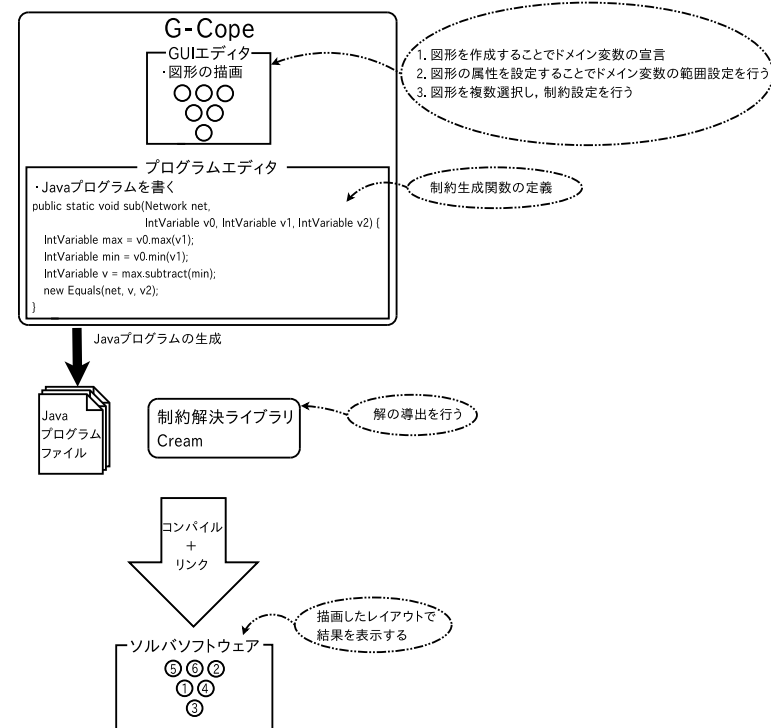 G-Cope
GUIエディタ
・図形の描画
1. 図形を作成することでドメイン変数の宣言
2. 図形の属性を設定することでドメイン変数の範囲設定を行う
3. 図形を複数選択し，制約設定を行う
プログラムエディタ
・Javaプログラムを書く
public static void sub(Network net,
IntVariable v0, IntVariable v1, IntVariable v2) {
IntVariable max = v0.max(v1);
IntVariable min = v0.min(v1);
IntVariable v = max.subtract(min);
new Equals(net, v, v2);
}
制約生成関数の定義
Javaプログラムの生成
Java
プログラム
ファイル
制約解決ライブラリ
Cream
解の導出を行う
コンパイル
+
リンク
描画したレイアウトで
結果を表示する
ソルバソフトウェア
⑤⑥②
①④
③